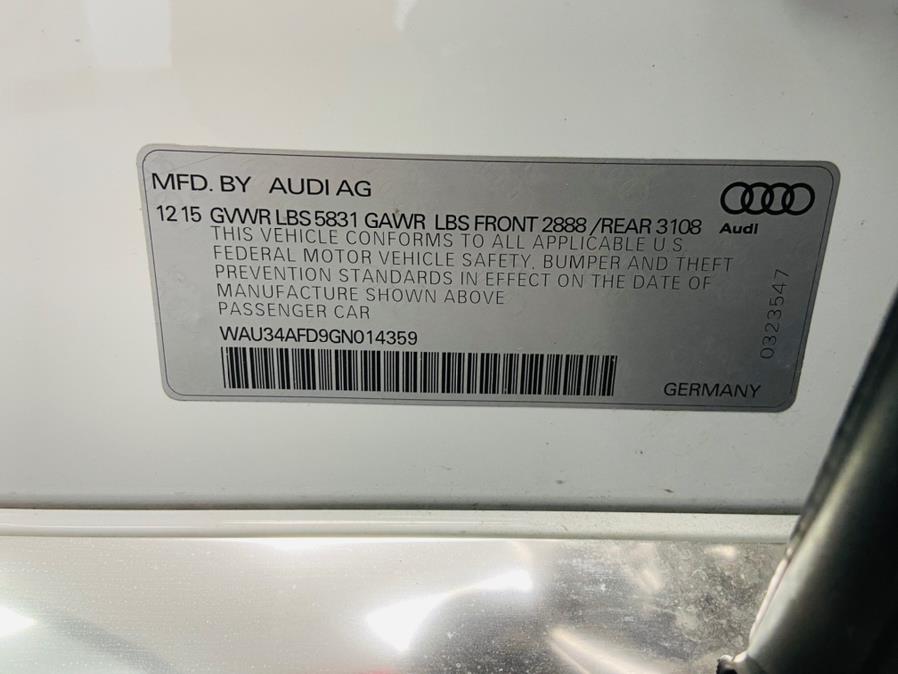 MFD. BY AUDI AG
12 15 GVWR LBS 5831 GAWR LBS FRONT 2888 /REAR 3108
Audi
THIS VEHICLE CONFORMS TO ALL APPLICABLE U.S.
FEDERAL MOTOR VEHICLE SAFETY, BUMPER AND THEFT
PREVENTION STANDARDS IN EFFECT ON THE DATE OF
MANUFACTURE SHOWN ABOVE
PASSENGER CAR
WAU34AFD9GN014359
0323547
GERMANY